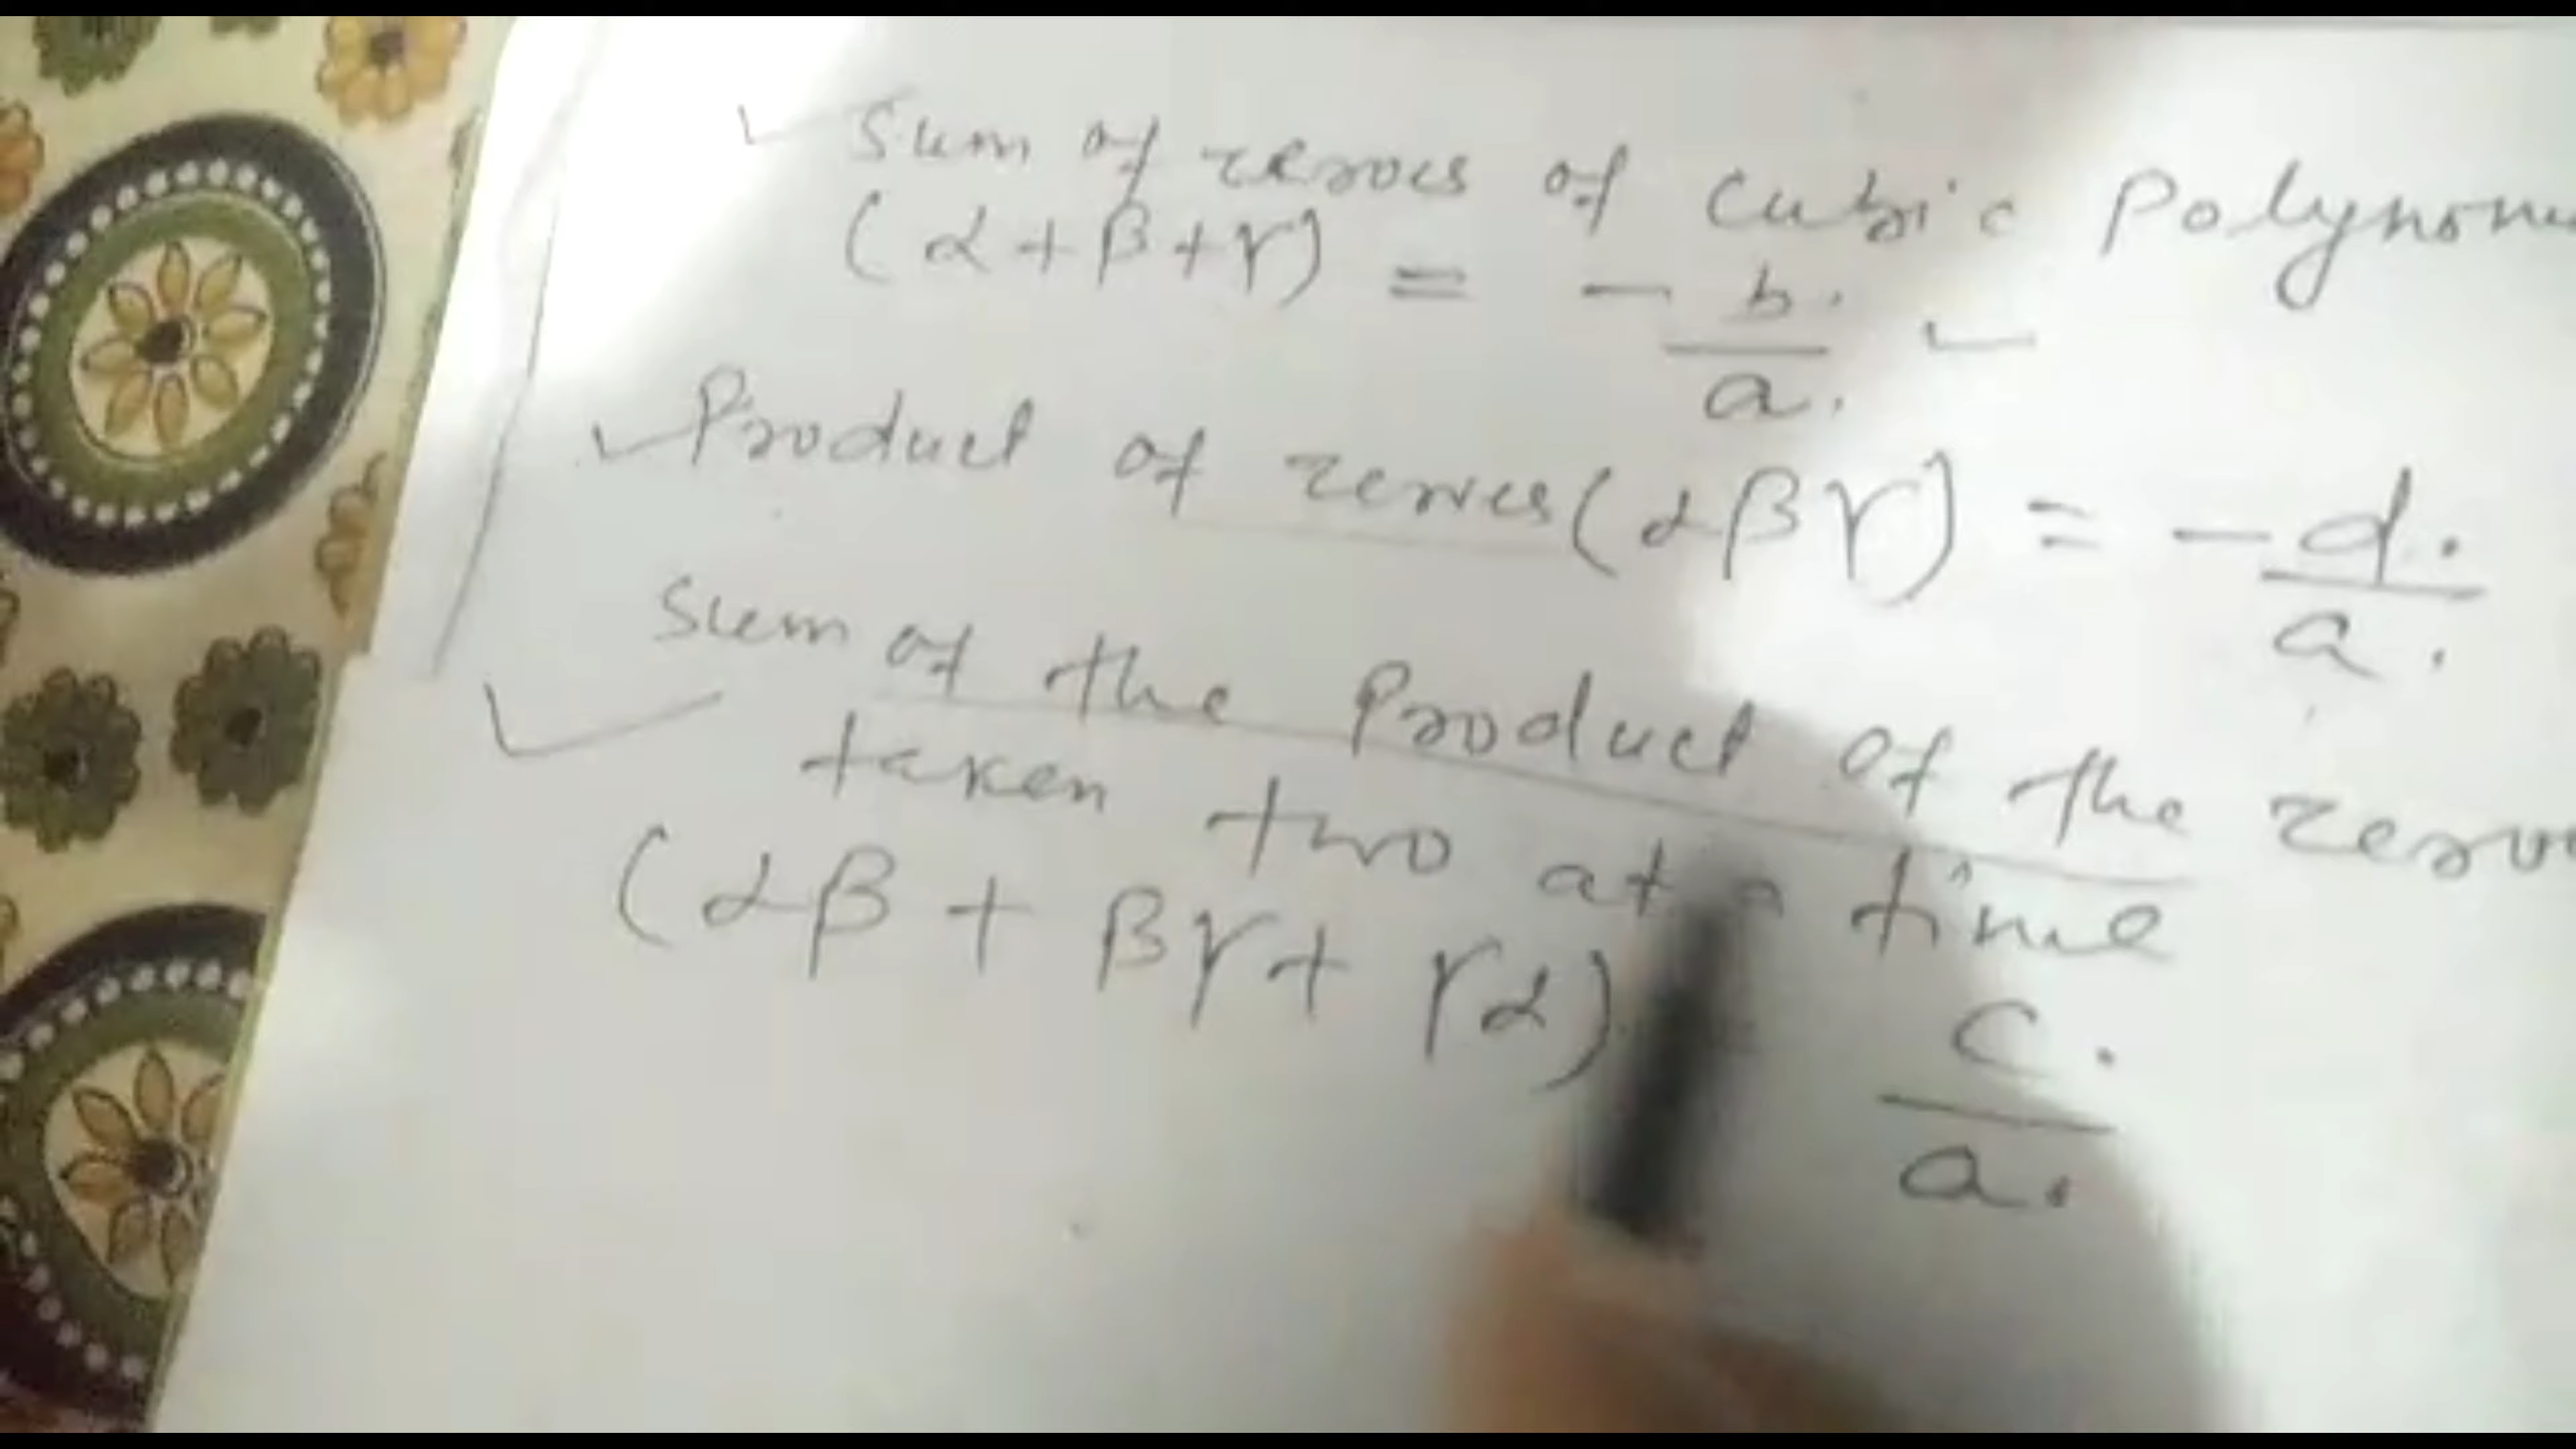 Sum of zeroes of cubic Polynom
(α+β+γ) = - b/a.
Product of zeroes (αβγ) = - d/a.
Sum of the Product of the zero
taken two at a time
(αβ + βγ + γα) c/a.